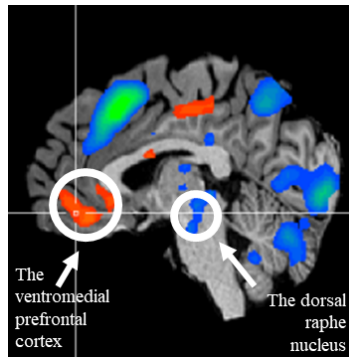 The
ventromedial
prefrontal
cortex
The dorsal
raphe
nucleus